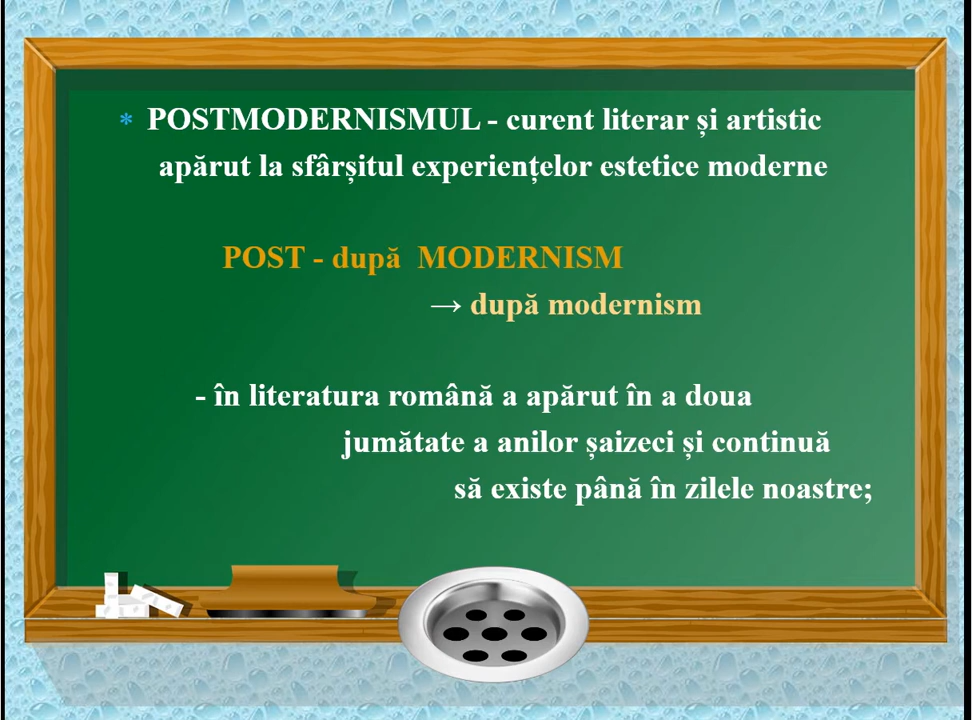 * POSTMODERNISMUL - curent literar și artistic
apărut la sfârșitul experiențelor estetice moderne
POST - după MODERNISM
→ după modernism
- în literatura română a apărut în a doua
jumătate a anilor șaizeci și continuă
să existe până în zilele noastre;